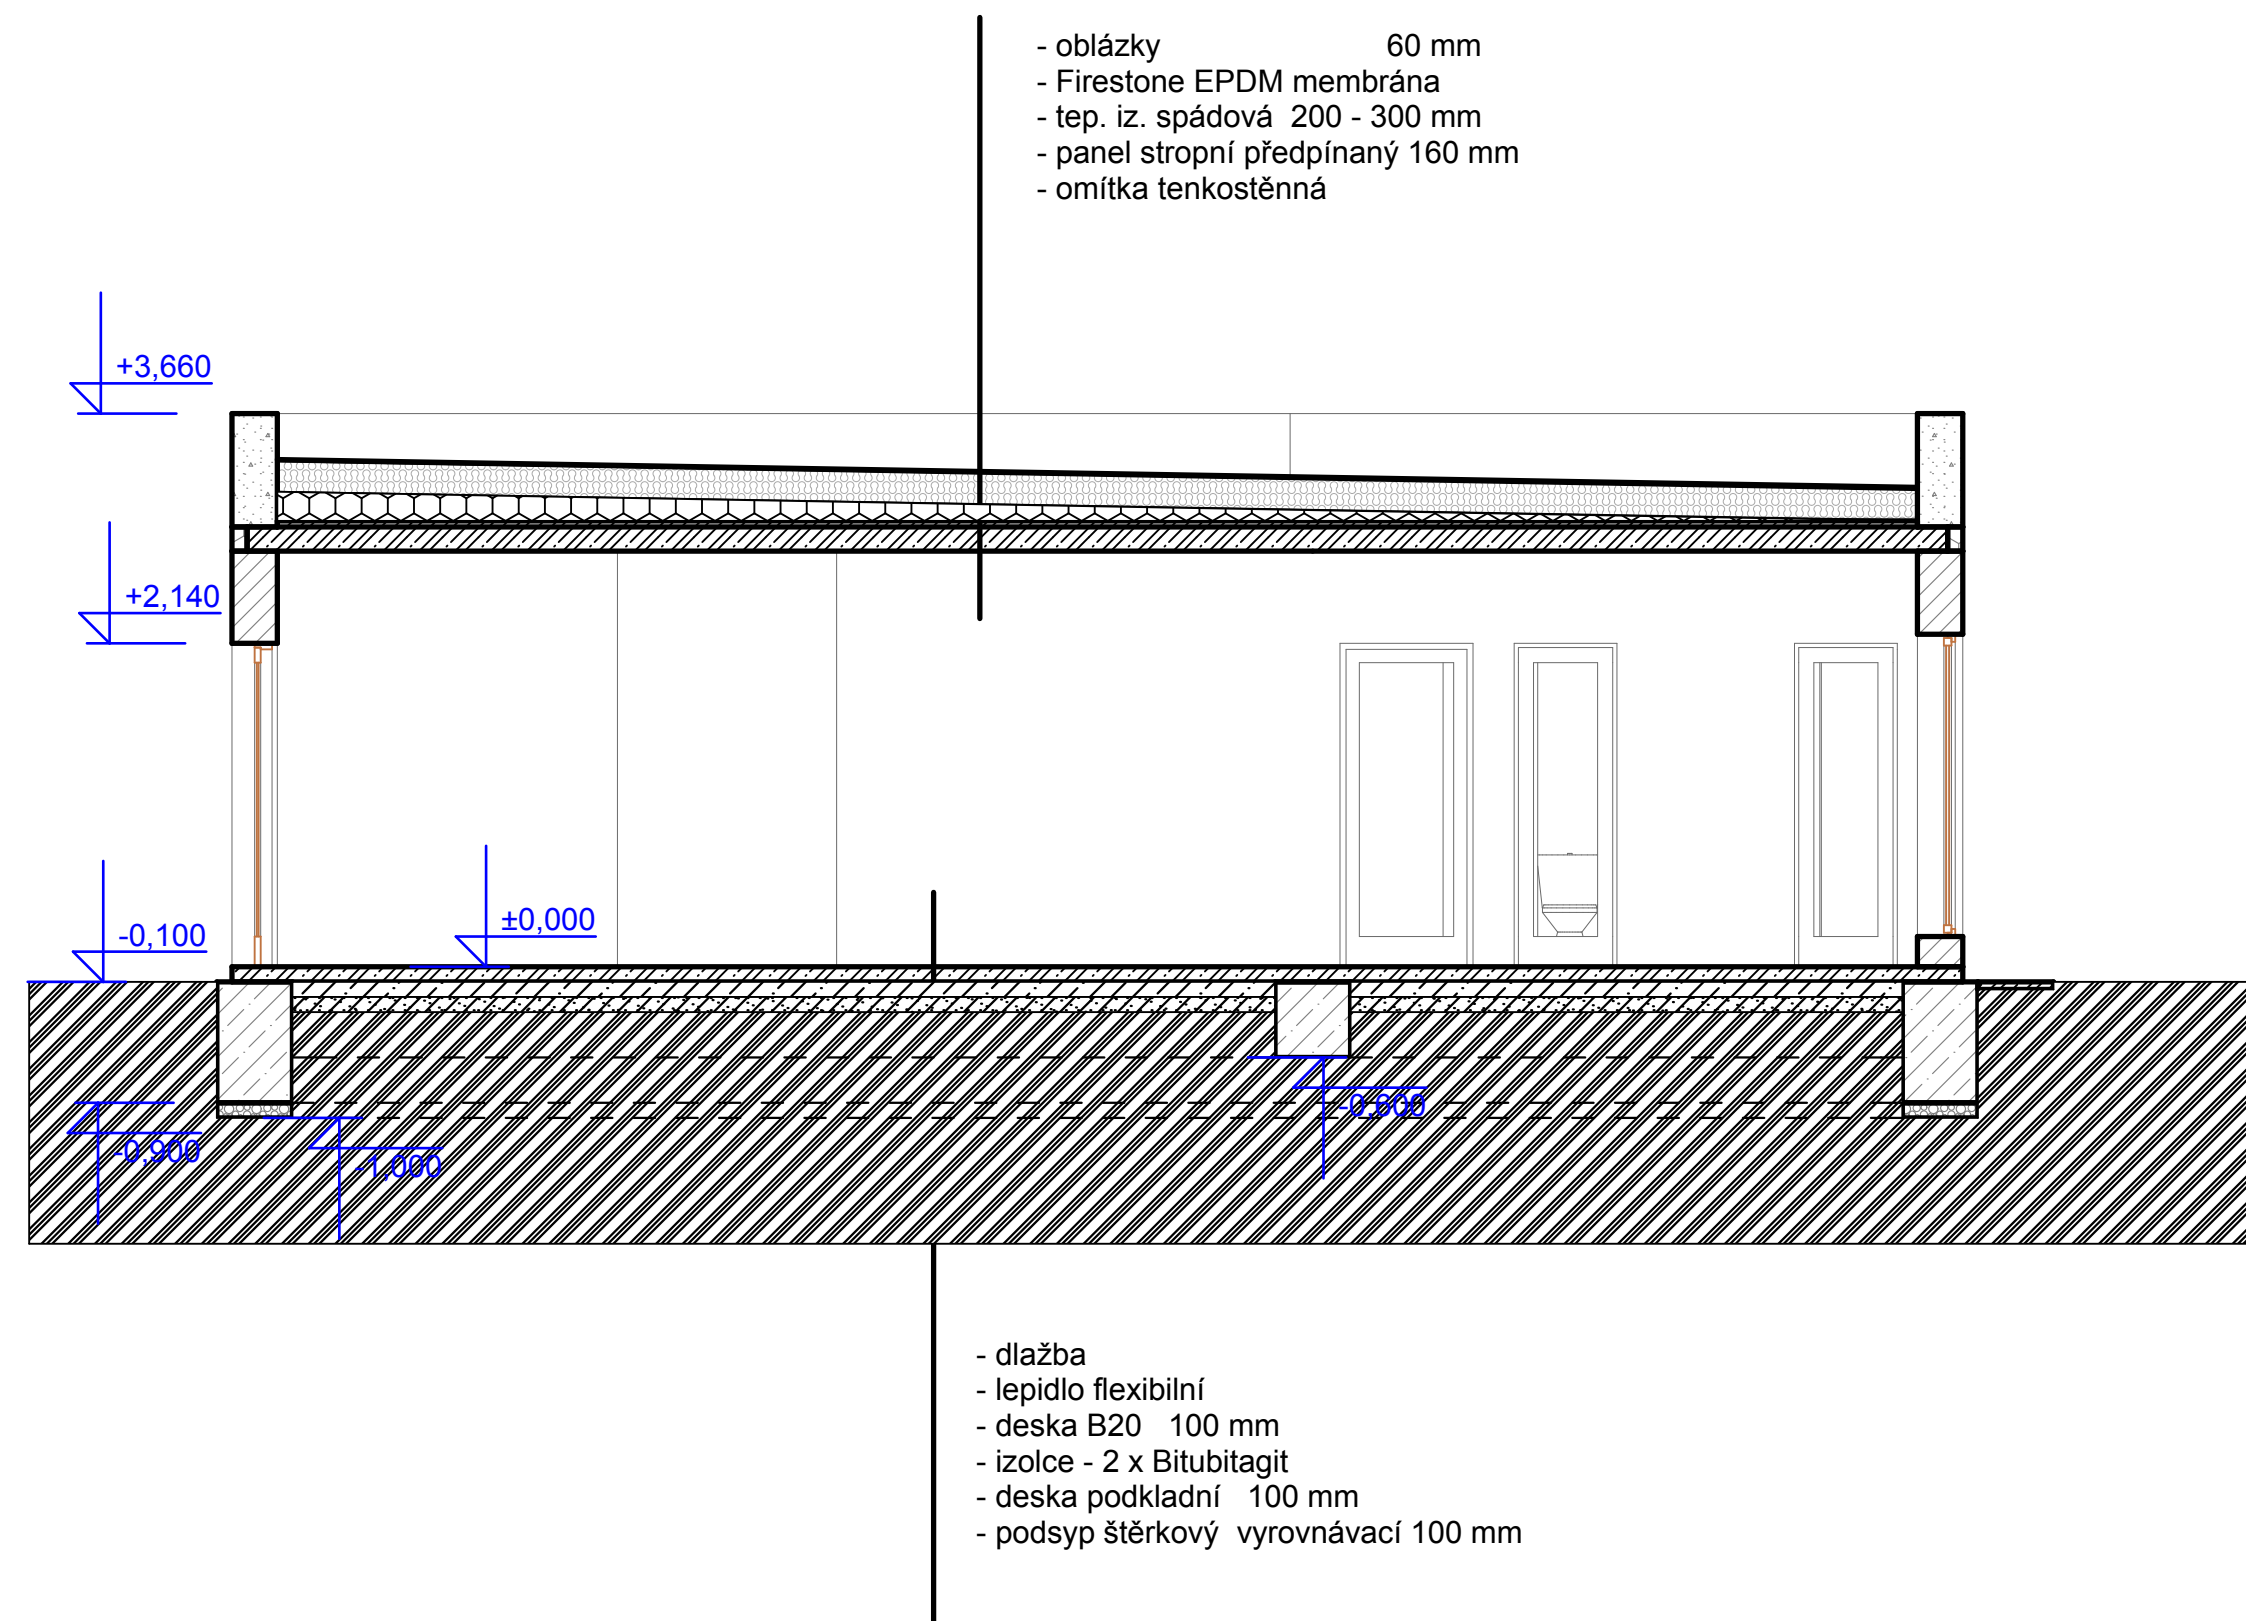 - oblázky 60 mm
- Firestone EPDM membrána
- tep. iz. spádová 200 - 300 mm
- panel stropní předpínaný 160 mm
- omítka tenkostěnná
+3,660
+2,140
-0,100
±0,000
-0,600
-0,900
-1,000
- dlažba
- lepidlo flexibilní
- deska B20 100 mm
- izolce - 2 x Bitubitagit
- deska podkladní 100 mm
- podsyp štěrkový vyrovnávací 100 mm